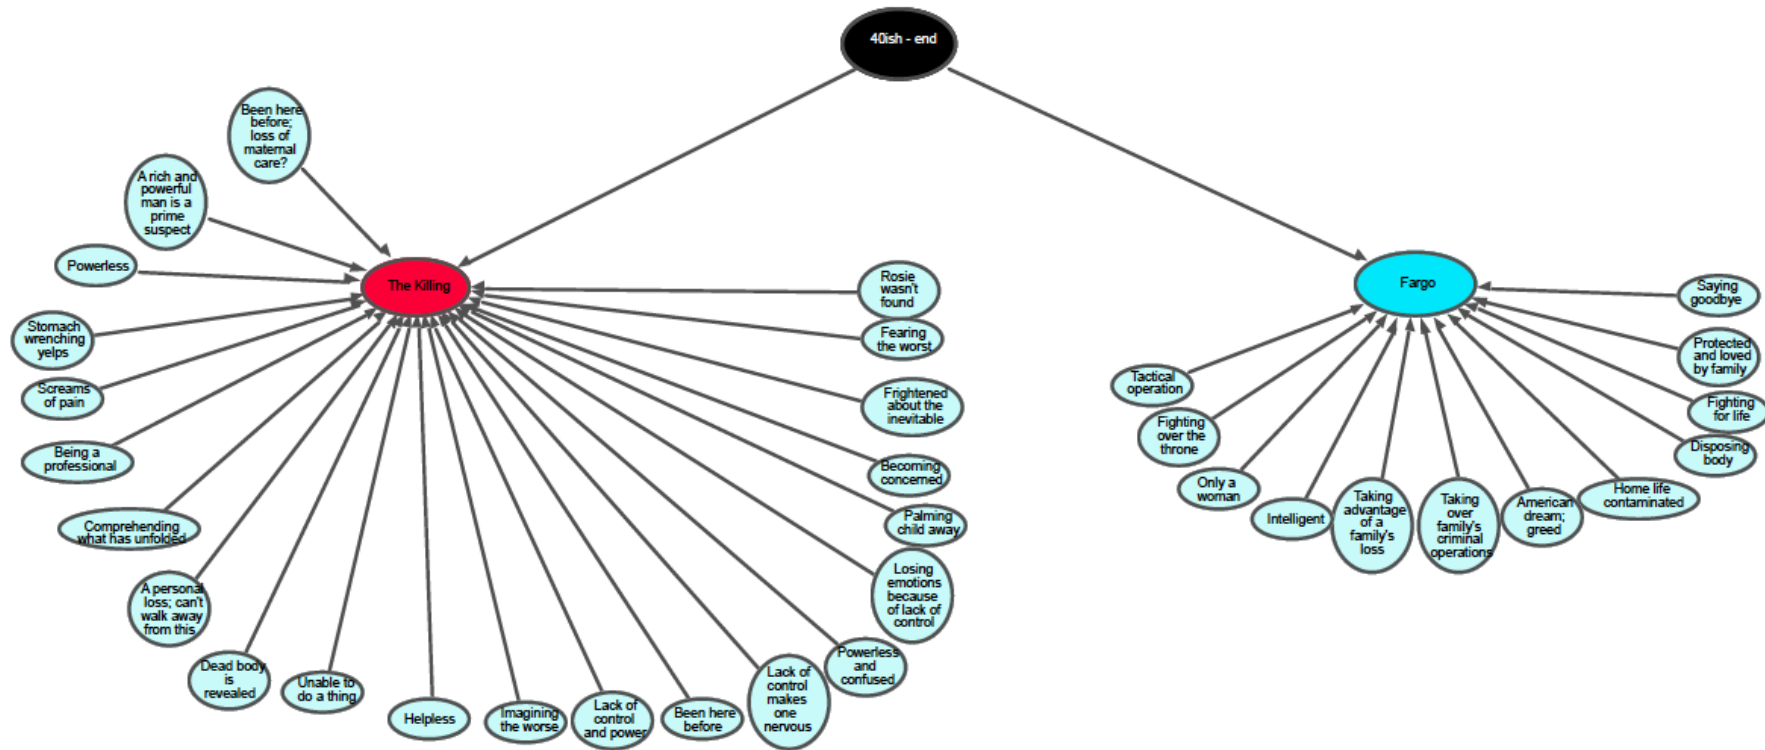 40ish - end
Been here
before;
loss of
maternal
care?
A rich and
powerful
man is a
prime
suspect
Powerless
The Killing
Stomach
wrenching
yelps
Screams
of pain
Being a
professional
Comprehending
what has unfolded
A personal
loss; can't
walk away
from this
Dead body
is
revealed
Unable to
do a thing
Helpless
Imagining
the worse
Lack of
control
and power
Been here
before
Lack of
control
makes
one
nervous
Powerless
and
confused
Losing
emotions
because
of lack of
control
Palming
child away
Becoming
concerned
Frightened
about the
inevitable
Fearing
the worst
Rosie
wasn't
found
Fargo
Tactical
operation
Fighting
over the
throne
Only a
woman
Intelligent
Taking
advantage
of a
family's
loss
Taking
over
family's
criminal
operations
American
dream;
greed
Home life
contaminated
Disposing
body
Fighting
for life
Protected
and loved
by family
Saying
goodbye